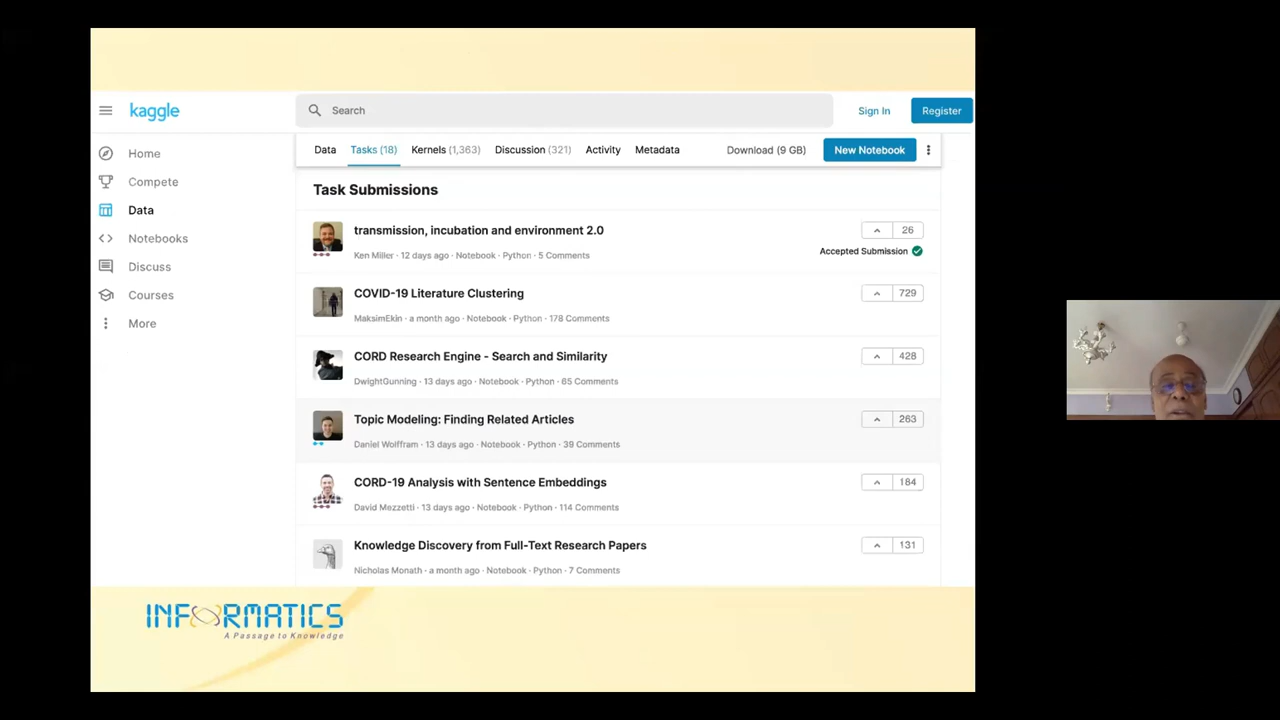 kaggle
Search
Sign In
Register
Home
Compete
Data
Notebooks
Discuss
Courses
More
Data Tasks (18) Kernels (1,363) Discussion (321) Activity Metadata Download (9 GB) New Notebook
Task Submissions
transmission, incubation and environment 2.0
26
Ken Miller · 12 days ago · Notebook · Python · 5 Comments
Accepted Submission
COVID-19 Literature Clustering
729
MaksimEkin · a month ago · Notebook · Python · 178 Comments
CORD Research Engine - Search and Similarity
428
DwightGunning · 13 days ago · Notebook · Python · 65 Comments
Topic Modeling: Finding Related Articles
263
Daniel Wolffram · 13 days ago · Notebook · Python · 39 Comments
CORD-19 Analysis with Sentence Embeddings
184
David Mezzetti · 13 days ago · Notebook · Python · 114 Comments
Knowledge Discovery from Full-Text Research Papers
131
Nicholas Monath · a month ago · Notebook · Python · 7 Comments
INFORMATICS
A Passage to Knowledge